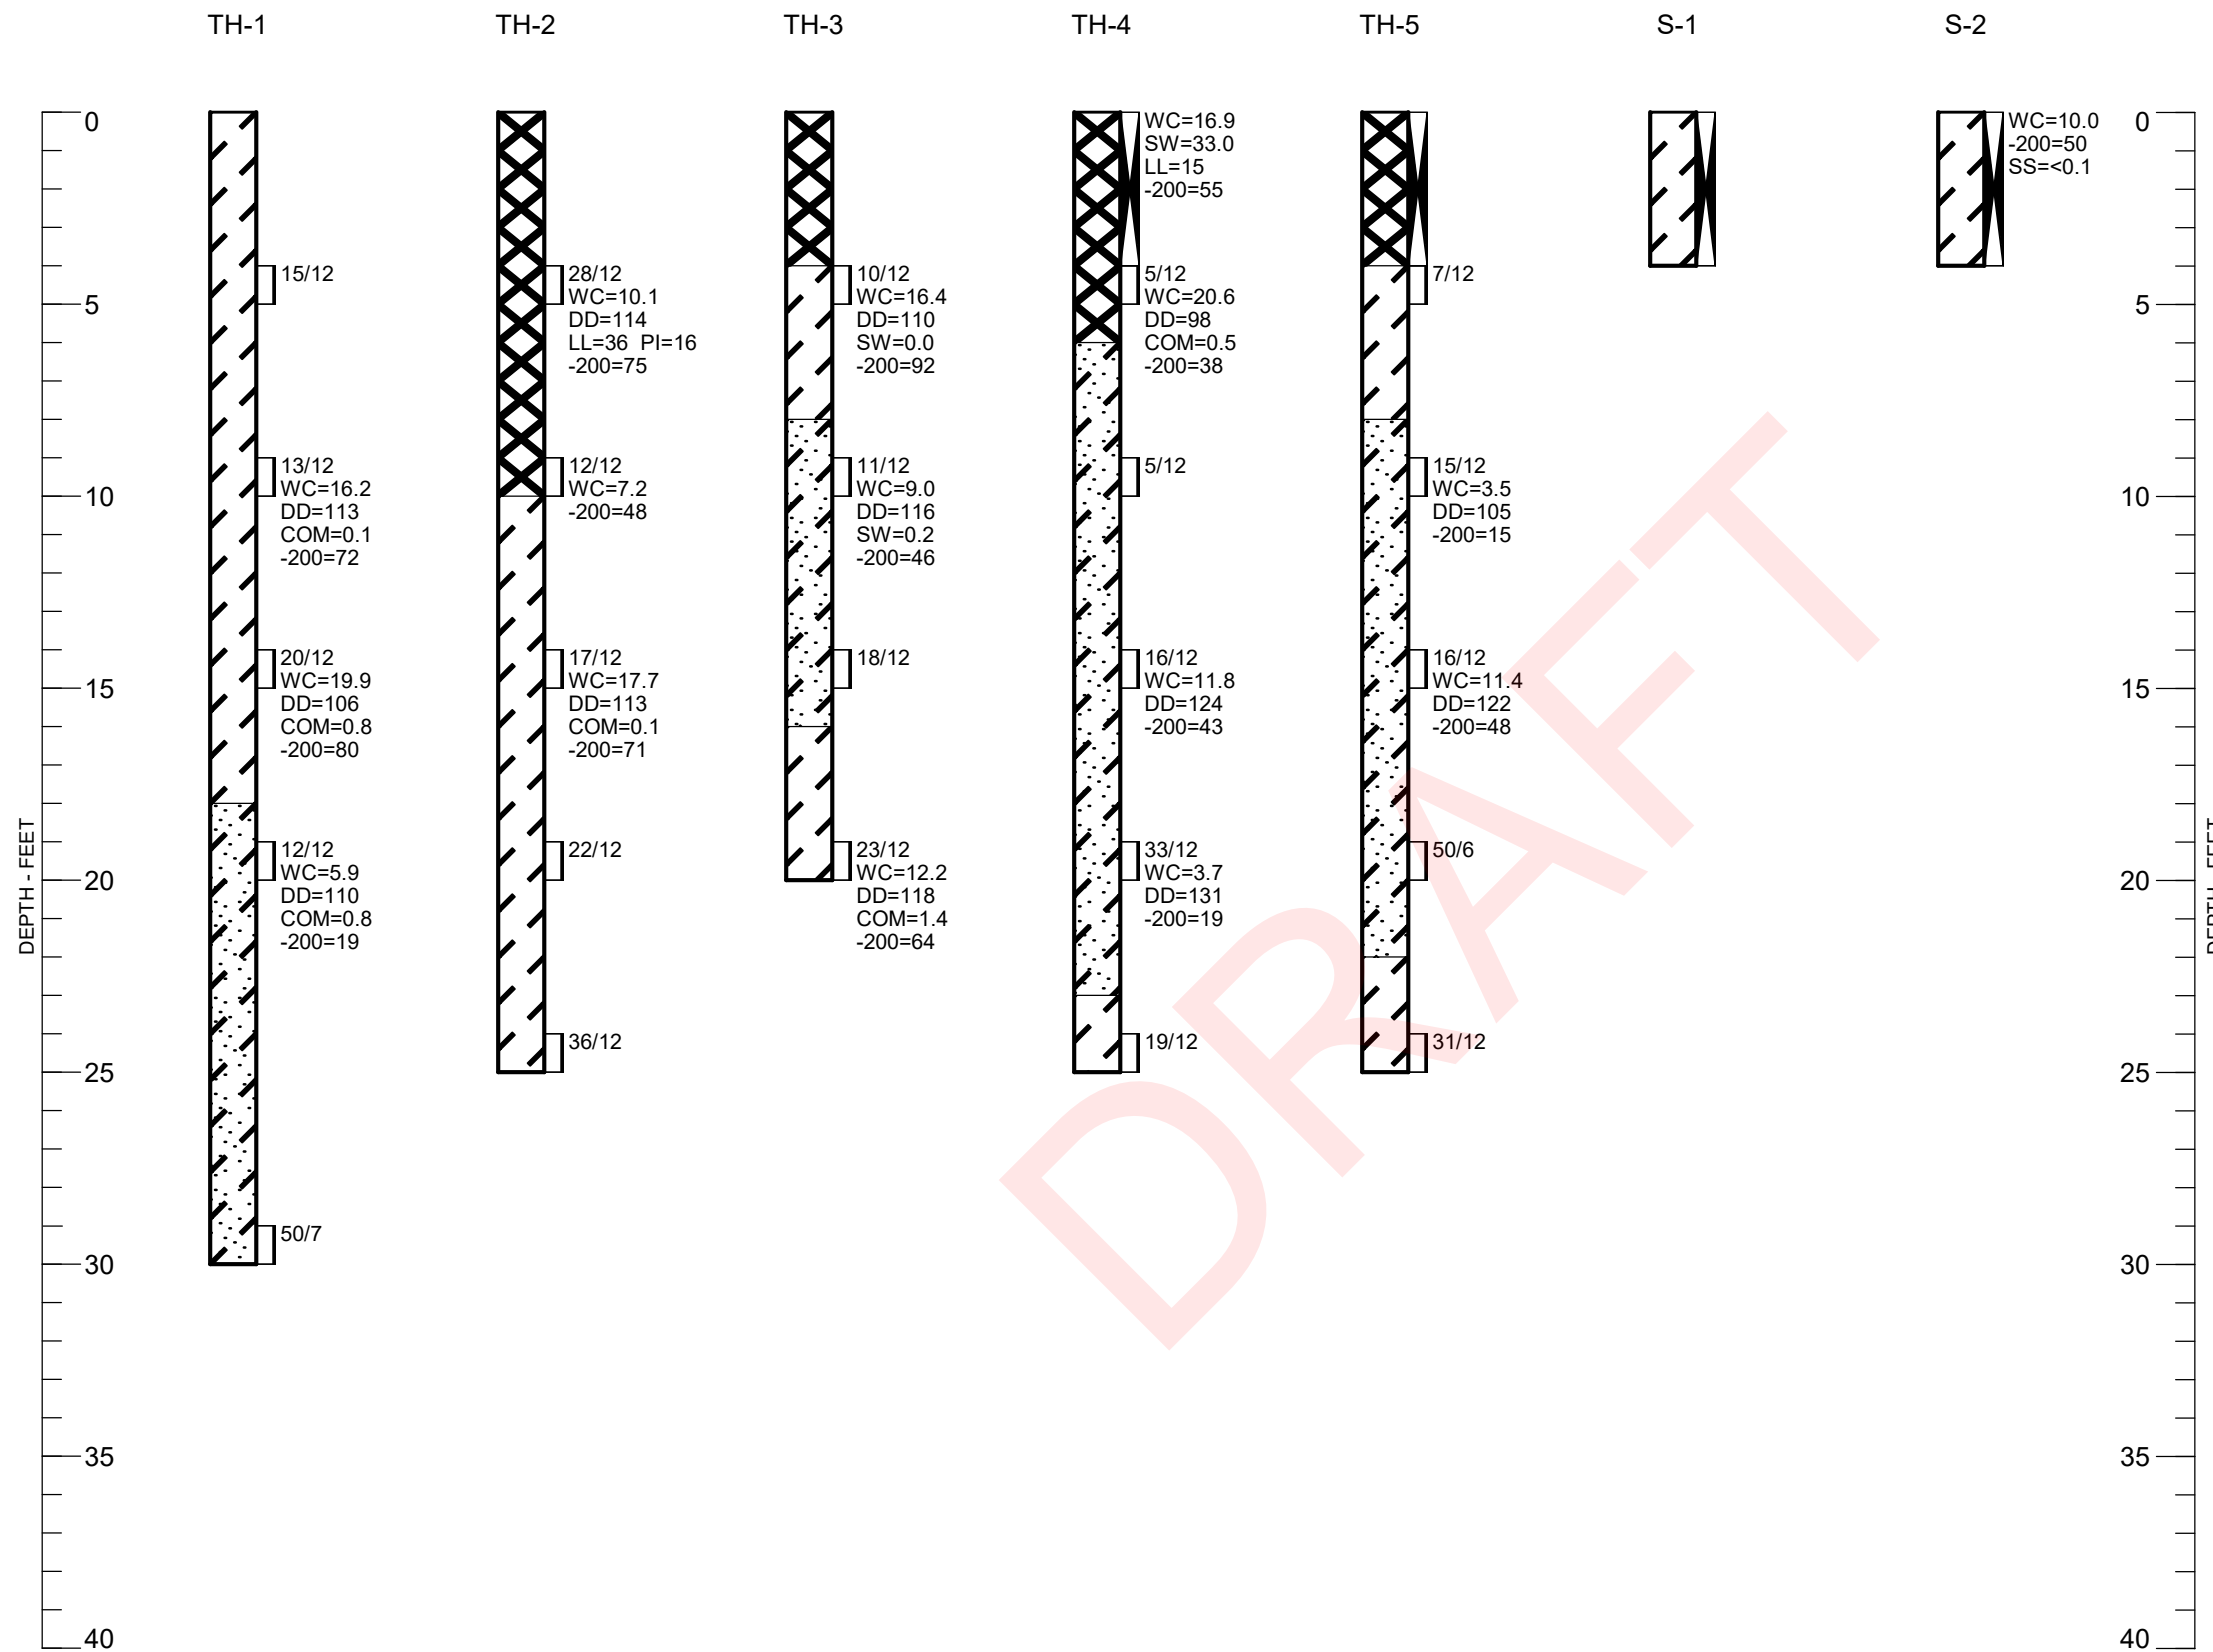 TH-1
TH-2
TH-3
TH-4
TH-5
S-1
S-2
DEPTH - FEET
0
5
10
15
20
25
30
35
40
15/12
13/12
WC=16.2
DD=113
COM=0.1
-200=72
20/12
WC=19.9
DD=106
COM=0.8
-200=80
12/12
WC=5.9
DD=110
COM=0.8
-200=19
50/7
28/12
WC=10.1
DD=114
LL=36 PI=16
-200=75
12/12
WC=7.2
-200=48
17/12
WC=17.7
DD=113
COM=0.1
-200=71
22/12
36/12
10/12
WC=16.4
DD=110
SW=0.0
-200=92
11/12
WC=9.0
DD=116
SW=0.2
-200=46
18/12
23/12
WC=12.2
DD=118
COM=1.4
-200=64
WC=16.9
SW=33.0
LL=15
-200=55
5/12
WC=20.6
DD=98
COM=0.5
-200=38
5/12
16/12
WC=11.8
DD=124
-200=43
33/12
WC=3.7
DD=131
-200=19
19/12
7/12
15/12
WC=3.5
DD=105
-200=15
16/12
WC=11.4
DD=122
-200=48
50/6
31/12
WC=10.0
-200=50
SS=<0.1
0
5
10
15
20
25
30
35
40
DEPTH - FEET
DRAFT